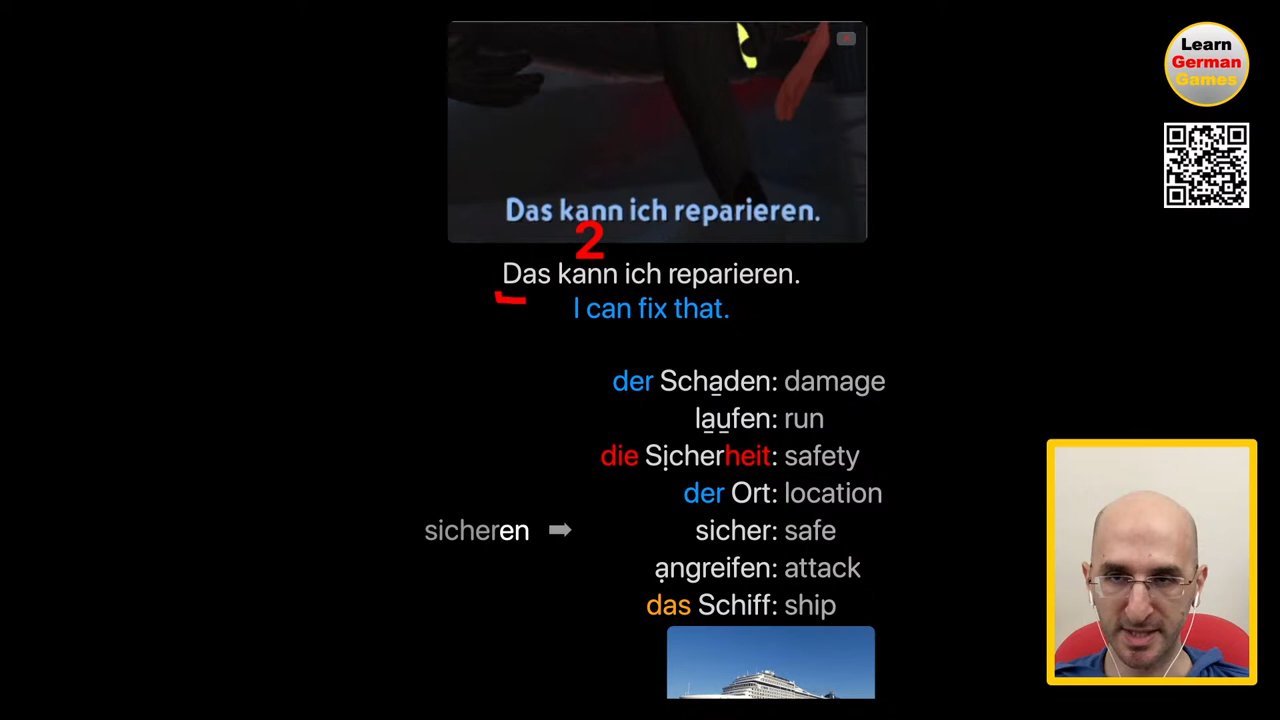 Learn
German
Games
Das kann ich reparieren.
2
Das kann ich reparieren.
I can fix that.
der Schaden: damage
laufen: run
die Sicherheit: safety
der Ort: location
sicheren ➡ sicher: safe
angreifen: attack
das Schiff: ship